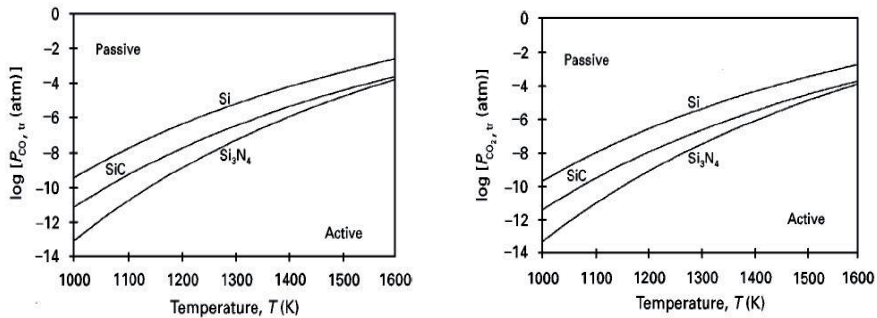 log [P_CO, tr (atm)]
0
−2
−4
−6
−8
−10
−12
−14
Passive
Si
SiC
Si₃N₄
Active
1000 1100 1200 1300 1400 1500 1600
Temperature, T (K)
log [P_CO₂, tr (atm)]
0
−2
−4
−6
−8
−10
−12
−14
Passive
Si
SiC
Si₃N₄
Active
1000 1100 1200 1300 1400 1500 1600
Temperature, T (K)